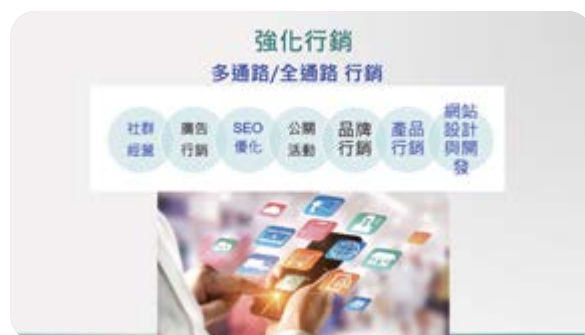 強化行銷
多通路/全通路 行銷
社群
經營
廣告
行銷
SEO
優化
公關
活動
品牌
行銷
產品
行銷
網站
設計
與開
發